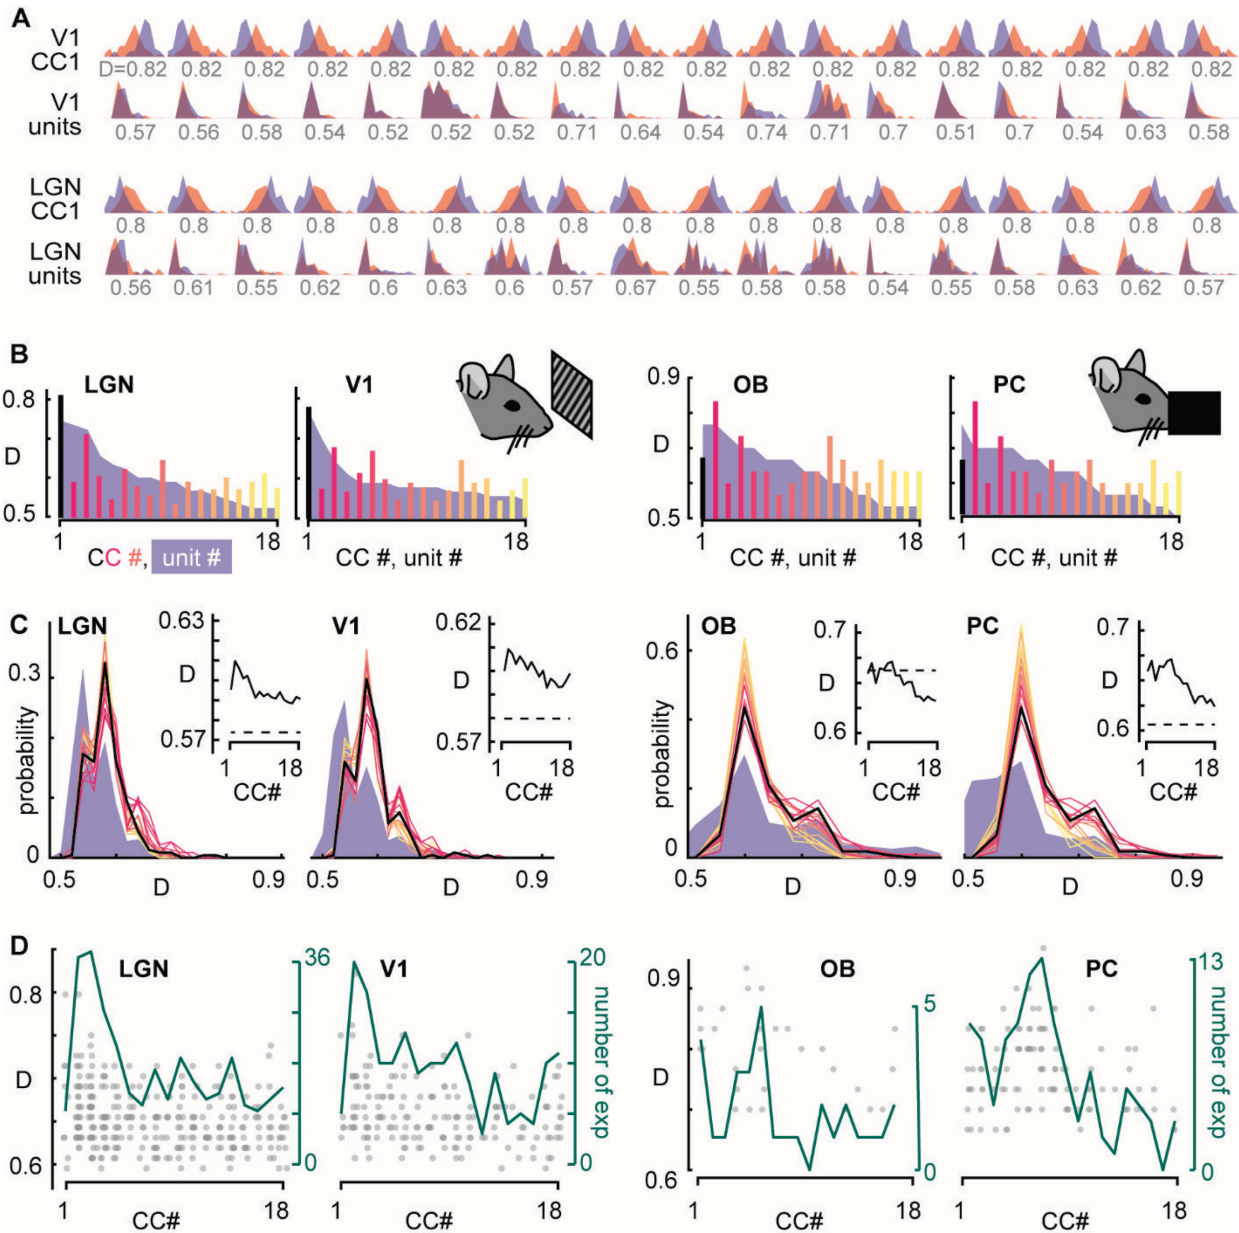 A
V1
CC1
D=0.82 0.82 0.82 0.82 0.82 0.82 0.82 0.82 0.82 0.82 0.82 0.82 0.82 0.82 0.82 0.82 0.82 0.82
V1
units
0.57 0.56 0.58 0.54 0.52 0.52 0.52 0.71 0.64 0.54 0.74 0.71 0.7 0.51 0.7 0.54 0.63 0.58
LGN
CC1
0.8 0.8 0.8 0.8 0.8 0.8 0.8 0.8 0.8 0.8 0.8 0.8 0.8 0.8 0.8 0.8 0.8 0.8
LGN
units
0.56 0.61 0.55 0.62 0.6 0.63 0.6 0.57 0.67 0.55 0.58 0.58 0.54 0.55 0.58 0.63 0.62 0.57
B
LGN V1 OB PC
0.8 0.9
D D
0.5 0.5
1 18 1 18 1 18 1 18
CC #, unit # CC #, unit # CC #, unit # CC #, unit #
C
LGN V1 OB PC
0.63 0.62 0.7 0.7
D D D D
0.57 0.57 0.6 0.6
1 18 1 18 1 18 1 18
CC# CC# CC# CC#
probability probability
0.3 0.6
0 0
0.5 0.9 0.5 0.9 0.5 0.9 0.5 0.9
D D D D
D
LGN V1 OB PC
36 20 5 13
0.8 0.9
D D
number of exp number of exp
0.6 0.6
0 0 0 0
1 18 1 18 1 18 1 18
CC# CC# CC# CC#